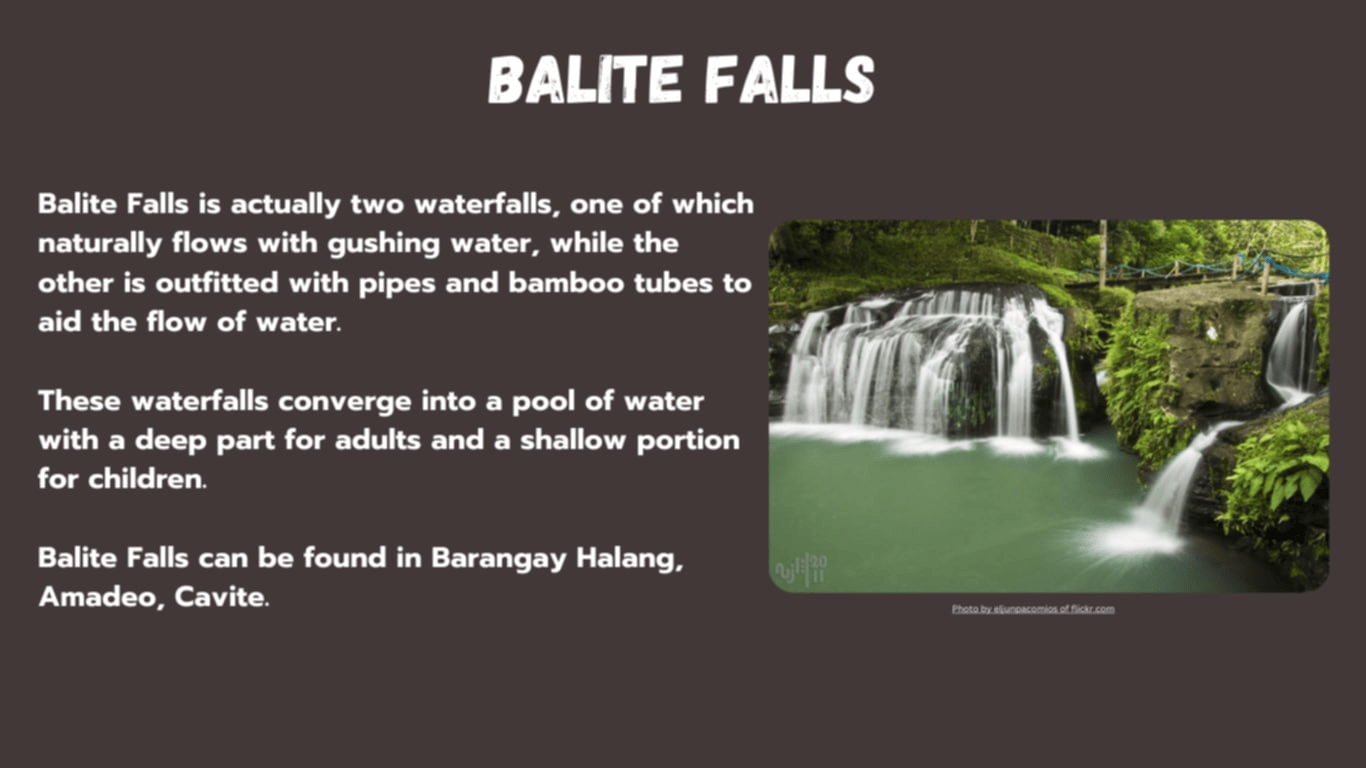 BALITE FALLS
Balite Falls is actually two waterfalls, one of which
naturally flows with gushing water, while the
other is outfitted with pipes and bamboo tubes to
aid the flow of water.
These waterfalls converge into a pool of water
with a deep part for adults and a shallow portion
for children.
Balite Falls can be found in Barangay Halang,
Amadeo, Cavite.
Photo by eljunpacomios of flickr.com